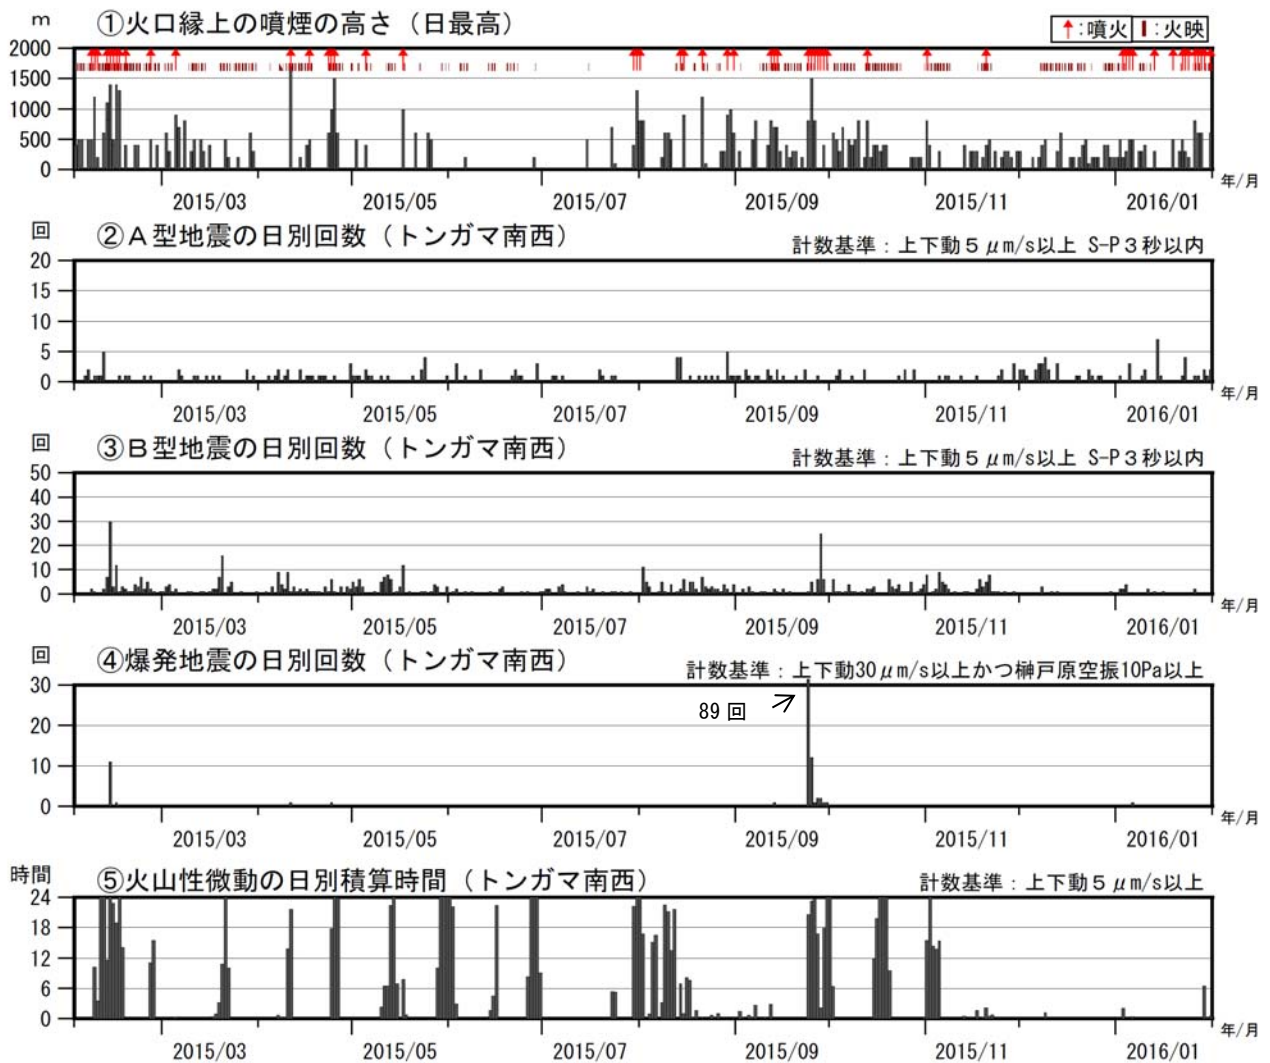 m ①火口縁上の噴煙の高さ（日最高） ↑:噴火 ┃:火映
2000
1500
1000
500
0
2015/03 2015/05 2015/07 2015/09 2015/11 2016/01 年/月
回 ②Ａ型地震の日別回数（トンガマ南西） 計数基準：上下動５μm/s以上 S-P３秒以内
20
15
10
5
0
2015/03 2015/05 2015/07 2015/09 2015/11 2016/01 年/月
回 ③Ｂ型地震の日別回数（トンガマ南西） 計数基準：上下動５μm/s以上 S-P３秒以内
50
40
30
20
10
0
2015/03 2015/05 2015/07 2015/09 2015/11 2016/01 年/月
回 ④爆発地震の日別回数（トンガマ南西） 計数基準：上下動30μm/s以上かつ榊戸原空振10Pa以上
30
89 回
20
10
0
2015/03 2015/05 2015/07 2015/09 2015/11 2016/01 年/月
時間 ⑤火山性微動の日別積算時間（トンガマ南西） 計数基準：上下動５μm/s以上
24
18
12
6
0
2015/03 2015/05 2015/07 2015/09 2015/11 2016/01 年/月